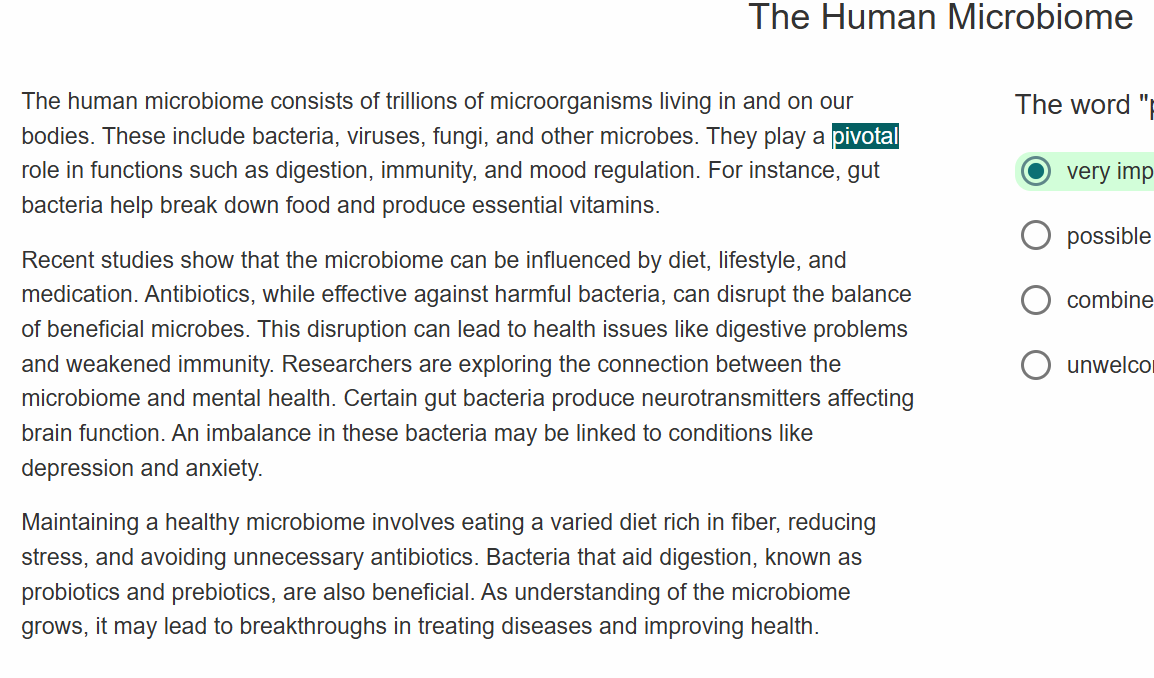 The Human Microbiome
The human microbiome consists of trillions of microorganisms living in and on our
bodies. These include bacteria, viruses, fungi, and other microbes. They play a pivotal
role in functions such as digestion, immunity, and mood regulation. For instance, gut
bacteria help break down food and produce essential vitamins.
Recent studies show that the microbiome can be influenced by diet, lifestyle, and
medication. Antibiotics, while effective against harmful bacteria, can disrupt the balance
of beneficial microbes. This disruption can lead to health issues like digestive problems
and weakened immunity. Researchers are exploring the connection between the
microbiome and mental health. Certain gut bacteria produce neurotransmitters affecting
brain function. An imbalance in these bacteria may be linked to conditions like
depression and anxiety.
Maintaining a healthy microbiome involves eating a varied diet rich in fiber, reducing
stress, and avoiding unnecessary antibiotics. Bacteria that aid digestion, known as
probiotics and prebiotics, are also beneficial. As understanding of the microbiome
grows, it may lead to breakthroughs in treating diseases and improving health.
The word "
very imp
possible
combine
unwelco